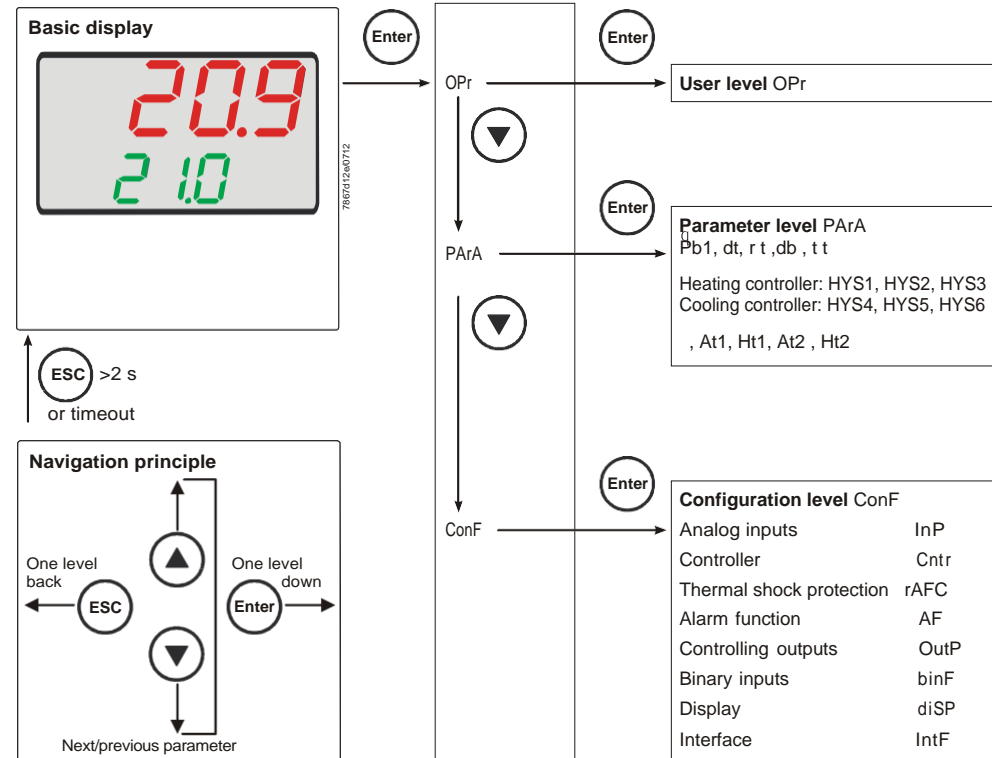 Basic display
20.9
21.0
7867d12e/0712
Enter
OPr
Enter
User level OPr
PArA
Enter
Parameter level PArA
Pb1, dt, r t ,db , t t
Heating controller: HYS1, HYS2, HYS3
Cooling controller: HYS4, HYS5, HYS6
, At1, Ht1, At2 , Ht2
ESC >2 s
or timeout
Navigation principle
One level
back
ESC
One level
down
Enter
Next/previous parameter
ConF
Enter
Configuration level ConF
Analog inputs InP
Controller Cntr
Thermal shock protection rAFC
Alarm function AF
Controlling outputs OutP
Binary inputs binF
Display diSP
Interface IntF